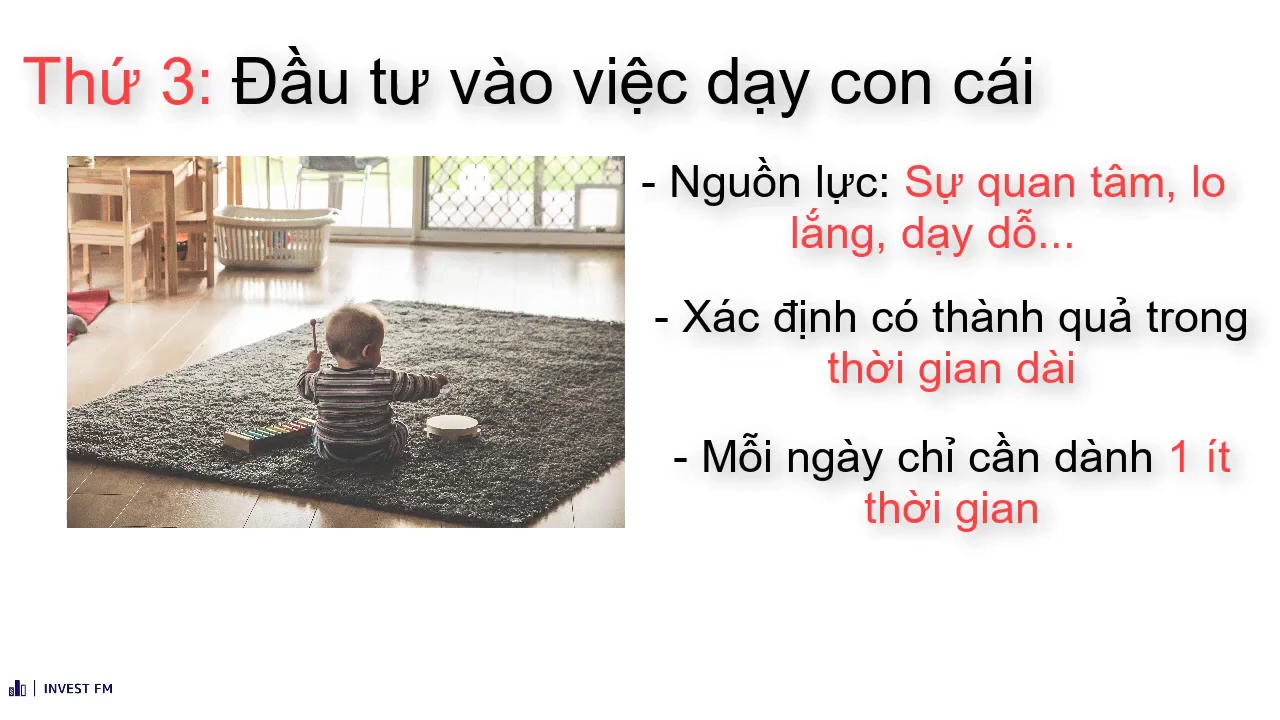 Thứ 3: Đầu tư vào việc dạy con cái
- Nguồn lực: Sự quan tâm, lo
lắng, dạy dỗ...
- Xác định có thành quả trong
thời gian dài
- Mỗi ngày chỉ cần dành 1 ít
thời gian
INVEST FM